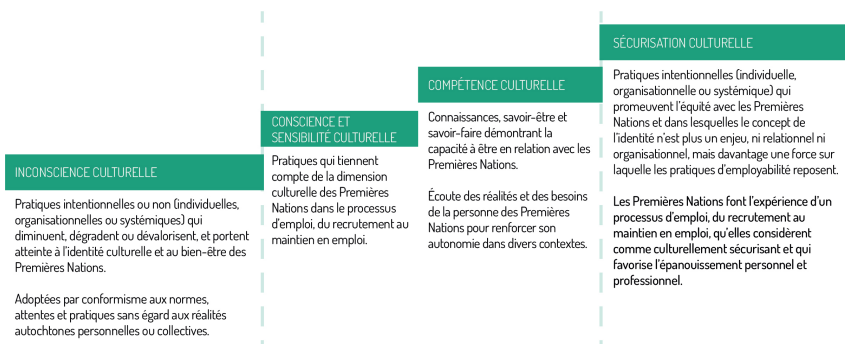 INCONSCIENCE CULTURELLE
Pratiques intentionnelles ou non (individuelles,
organisationnelles ou systémiques) qui
diminuent, dégradent ou dévalorisent, et portent
atteinte à l'identité culturelle et au bien-être des
Premières Nations.
Adoptées par conformisme aux normes,
attentes et pratiques sans égard aux réalités
autochtones personnelles ou collectives.
CONSCIENCE ET
SENSIBILITÉ CULTURELLE
Pratiques qui tiennent
compte de la dimension
culturelle des Premières
Nations dans le processus
d'emploi, du recrutement au
maintien en emploi.
COMPÉTENCE CULTURELLE
Connaissances, savoir-être et
savoir-faire démontrant la
capacité à être en relation avec les
Premières Nations.
Écoute des réalités et des besoins
de la personne des Premières
Nations pour renforcer son
autonomie dans divers contextes.
SÉCURISATION CULTURELLE
Pratiques intentionnelles (individuelle,
organisationnelle ou systémique) qui
promeuvent l'équité avec les Premières
Nations et dans lesquelles le concept de
l'identité n'est plus un enjeu, ni relationnel ni
organisationnel, mais davantage une force sur
laquelle les pratiques d'employabilité reposent.
Les Premières Nations font l'expérience d'un
processus d'emploi, du recrutement au
maintien en emploi, qu'elles considèrent
comme culturellement sécurisant et qui
favorise l'épanouissement personnel et
professionnel.